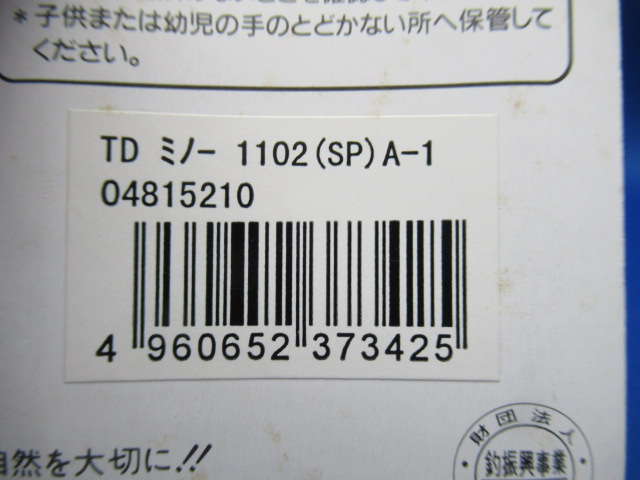 *子供または幼児の手のとどかない所へ保管して
ください。
TD ミノー 1102(SP)A-1
04815210
4 960652 373425
自然を大切に!!
財団法人
釣振興事業